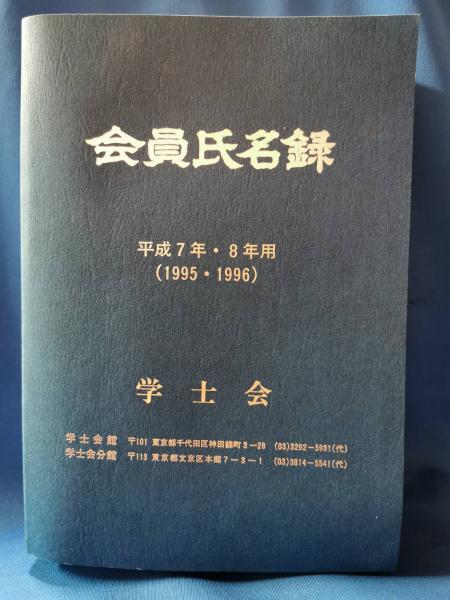 会員氏名録
平成7年・8年用
(1995・1996)
学士会
学士会館 〒101 東京都千代田区神田錦町3-28 (03)3292-5931(代)
学士会分館 〒113 東京都文京区本郷7-3-1 (03)3814-5541(代)